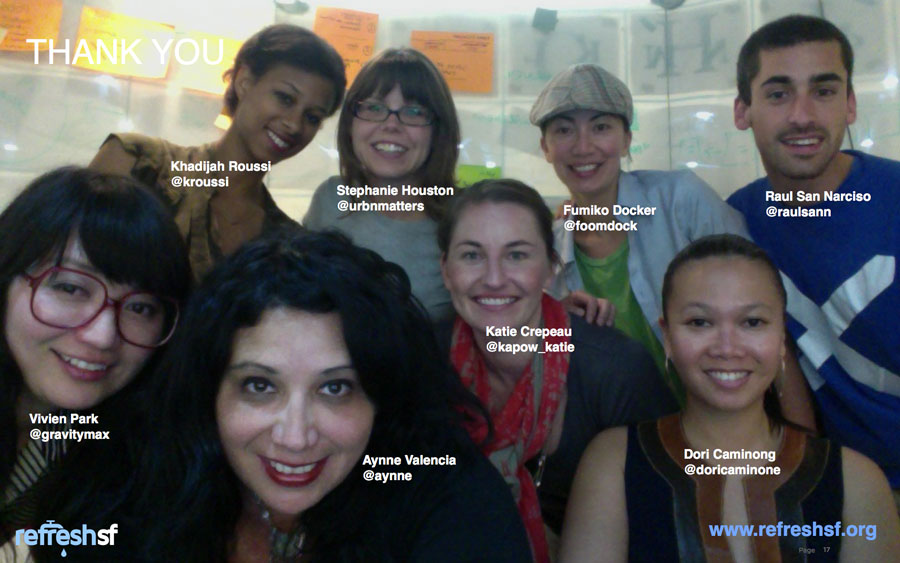 THANK YOU
Khadijah Roussi
@kroussi
Stephanie Houston
@urbnmatters
Fumiko Docker
@foomdock
Raul San Narciso
@raulsann
Katie Crepeau
@kapow_katie
Vivien Park
@gravitymax
Aynne Valencia
@aynne
Dori Caminong
@doricaminone
refreshsf
www.refreshsf.org
Page 17